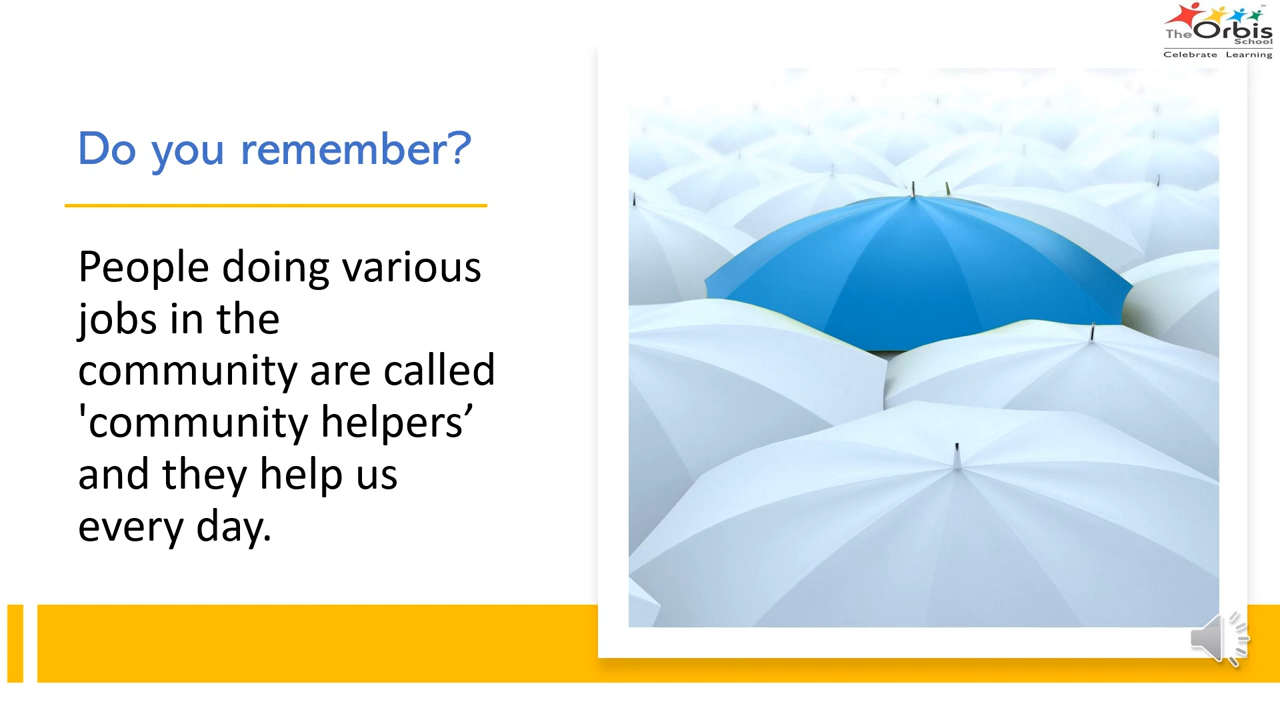 The Orbis
School
Celebrate Learning
Do you remember?
People doing various
jobs in the
community are called
'community helpers’
and they help us
every day.